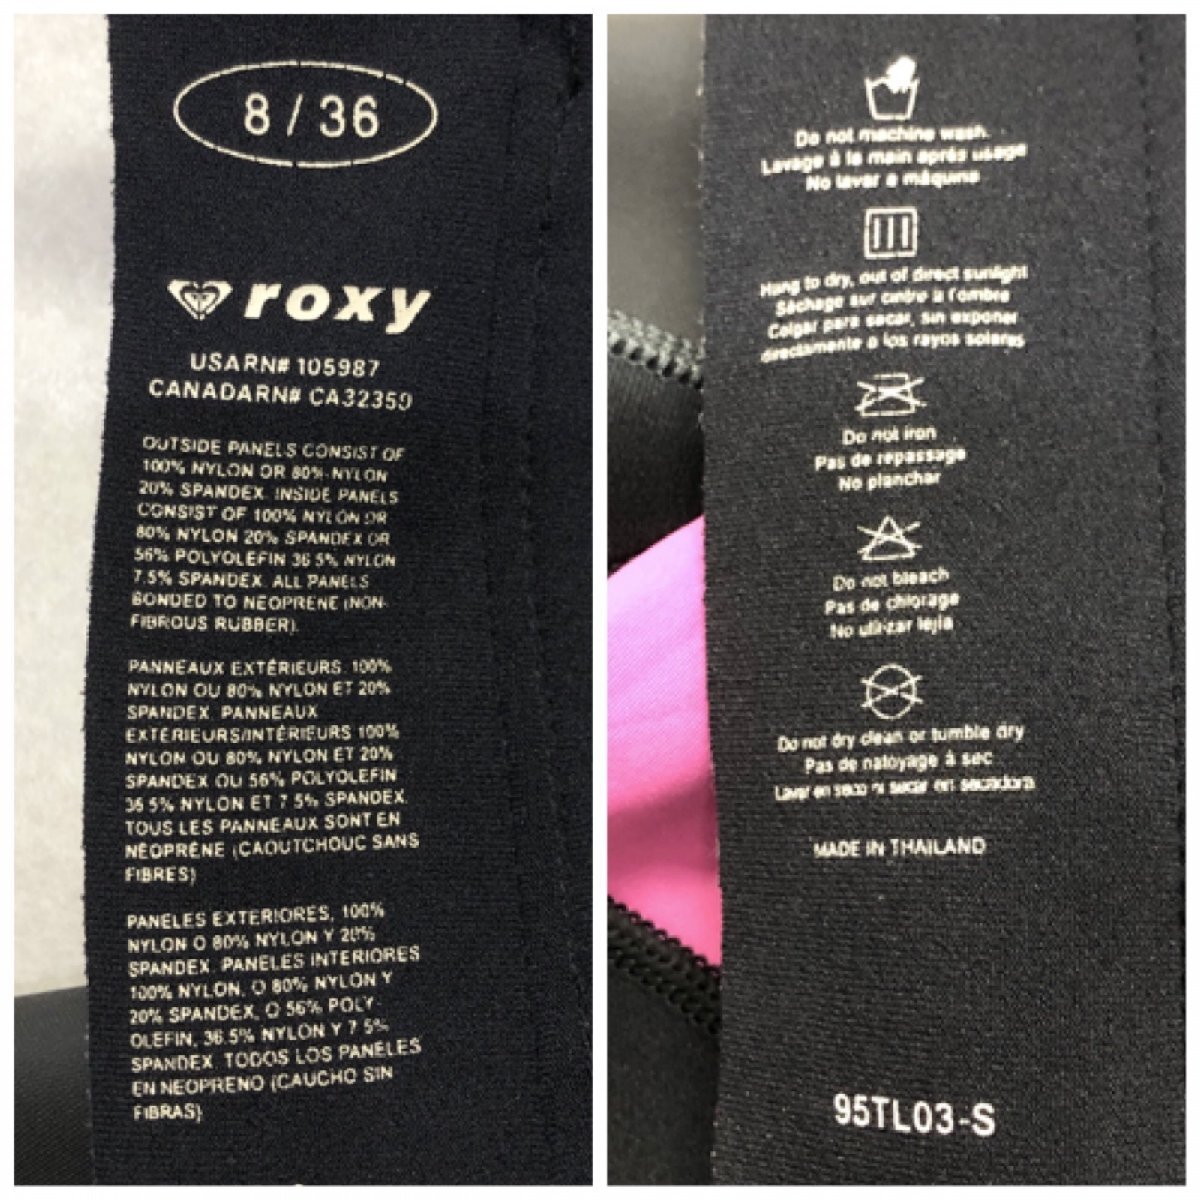 8 / 36
roxy
USARN# 105987
CANADARN# CA32350
OUTSIDE PANELS CONSIST OF
100% NYLON OR 80% NYLON
20% SPANDEX. INSIDE PANELS
CONSIST OF 100% NYLON OR
80% NYLON 20% SPANDEX OR
56% POLYOLEFIN 36.5% NYLON
7.5% SPANDEX. ALL PANELS
BONDED TO NEOPRENE (NON-
FIBROUS RUBBER).
PANNEAUX EXTÉRIEURS. 100%
NYLON OU 80% NYLON ET 20%
SPANDEX. PANNEAUX
EXTÉRIEURS/INTÉRIEURS 100%
NYLON OU 80% NYLON ET 20%
SPANDEX OU 56% POLYOLEFIN
36.5% NYLON ET 7.5% SPANDEX.
TOUS LES PANNEAUX SONT EN
NÉOPRÈNE (CAOUTCHOUC SANS
FIBRES)
PANELES EXTERIORES, 100%
NYLON O 80% NYLON Y 20%
SPANDEX. PANELES INTERIORES
100% NYLON, O 80% NYLON Y
20% SPANDEX, O 56% POLY-
OLEFIN, 36.5% NYLON Y 7.5%
SPANDEX. TODOS LOS PANELES
EN NEOPRENO (CAUCHO SIN
FIBRAS)
Do not machine wash.
Lavage à la main après usage
No lavar a máquina
Hang to dry, out of direct sunlight
Séchage sur cintre à l'ombre
Colgar para secar, sin exponer
directamente a los rayos solares
Do not iron
Pas de repassage
No planchar
Do not bleach
Pas de chlorage
No utilizar lejía
Do not dry clean or tumble dry
Pas de natoyage à sec
Lavar en seco ni secar en secadora
MADE IN THAILAND
95TL03-S